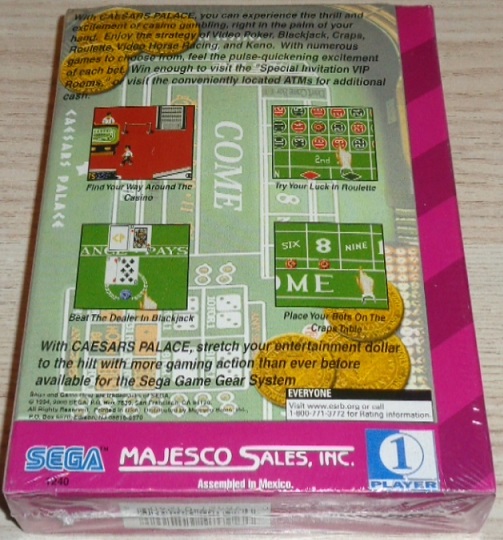 With CAESARS PALACE, you can experience the thrill and
excitement of casino gambling, right in the palm of your
hand. Enjoy the strategy of Video Poker, Blackjack, Craps,
Roulette, Video Horse Racing, and Keno. With numerous
games to choose from, feel the pulse-quickening excitement
of each bet. Win enough to visit the "Special Invitation VIP
Rooms," or visit the conveniently located ATMs for additional
cash.
CAESARS PALACE
COME
2nd
Find Your Way Around The
Casino
Try Your Luck In Roulette
PAYS
SIX 8 NINE
OME
Beat The Dealer In Blackjack
Place Your Bets On The
Craps Table
With CAESARS PALACE, stretch your entertainment dollar
to the hilt with more gaming action than ever before
available for the Sega Game Gear System
EVERYONE
Visit www.esrb.org or call
1-800-771-3772 for Rating Information.
SEGA
MAJESCO SALES, INC.
1
PLAYER
Assembled in Mexico.